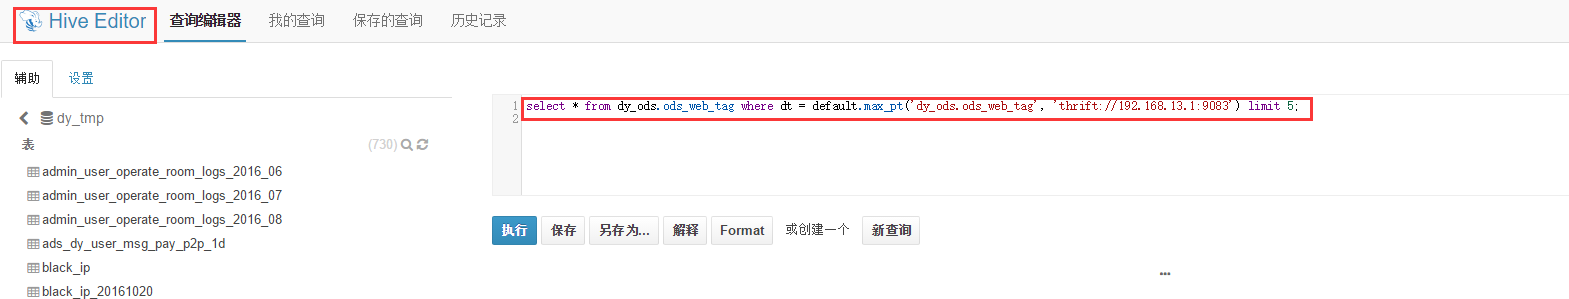 Hive Editor 查询编辑器 我的查询 保存的查询 历史记录
辅助 设置
dy_tmp
表 (730)
admin_user_operate_room_logs_2016_06
admin_user_operate_room_logs_2016_07
admin_user_operate_room_logs_2016_08
ads_dy_user_msg_pay_p2p_1d
black_ip
black_ip_20161020
1 select * from dy_ods.ods_web_tag where dt = default.max_pt('dy_ods.ods_web_tag', 'thrift://192.168.13.1:9083') limit 5;
2
执行 保存 另存为... 解释 Format 或创建一个 新查询
...